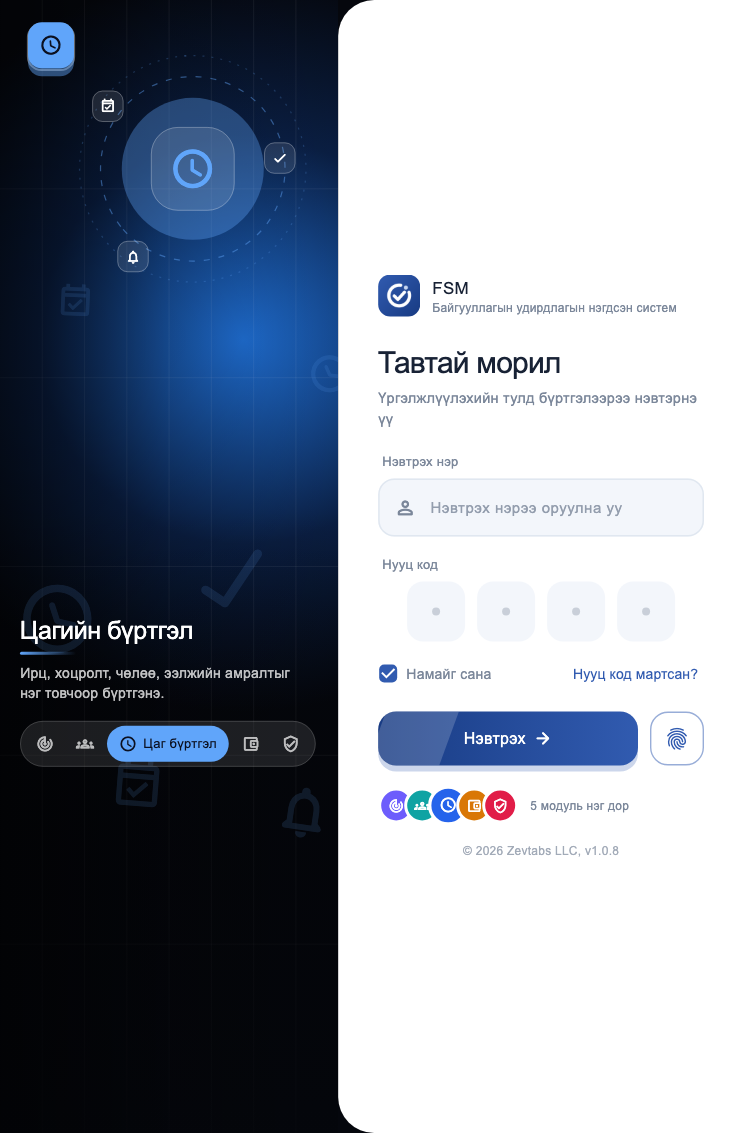 Цагийн бүртгэл
Ирц, хоцролт, чөлөө, ээлжийн амралтыг
нэг товчоор бүртгэнэ.
Цаг бүртгэл
FSM
Байгууллагын удирдлагын нэгдсэн систем
Тавтай морил
Үргэлжлүүлэхийн тулд бүртгэлээрээ нэвтэрнэ
үү
Нэвтрэх нэр
Нэвтрэх нэрээ оруулна уу
Нууц код
Намайг сана
Нууц код мартсан?
Нэвтрэх
5 модуль нэг дор
© 2026 Zevtabs LLC, v1.0.8